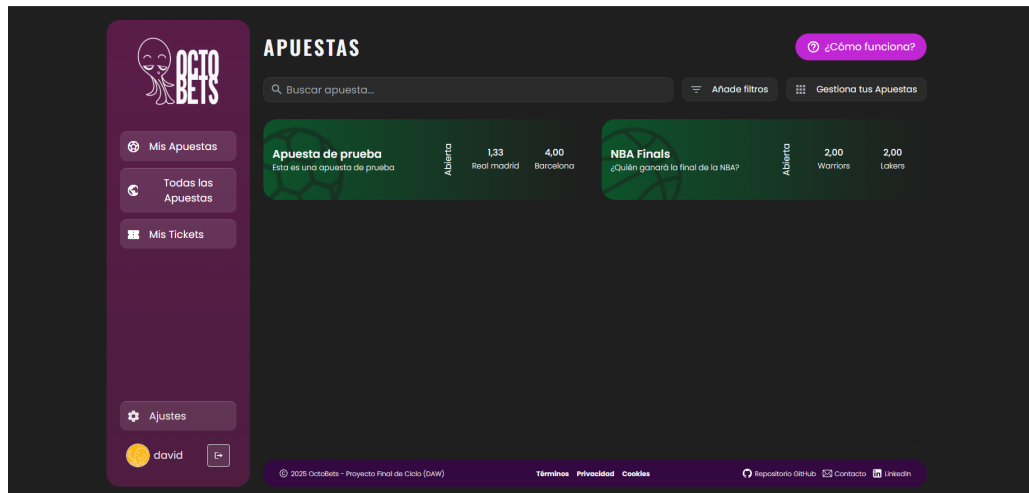 OCTO
BETS
APUESTAS
¿Cómo funciona?
Buscar apuesta...
Añade filtros
Gestiona tus Apuestas
Mis Apuestas
Todas las
Apuestas
Mis Tickets
Apuesta de prueba
Esta es una apuesta de prueba
Abierta
1,33
Real madrid
4,00
Barcelona
NBA Finals
¿Quién ganará la final de la NBA?
Abierta
2,00
Warriors
2,00
Lakers
Ajustes
david
© 2025 OctoBets - Proyecto Final de Ciclo (DAW)
Términos Privacidad Cookies
Repositorio GitHub Contacto Linkedin